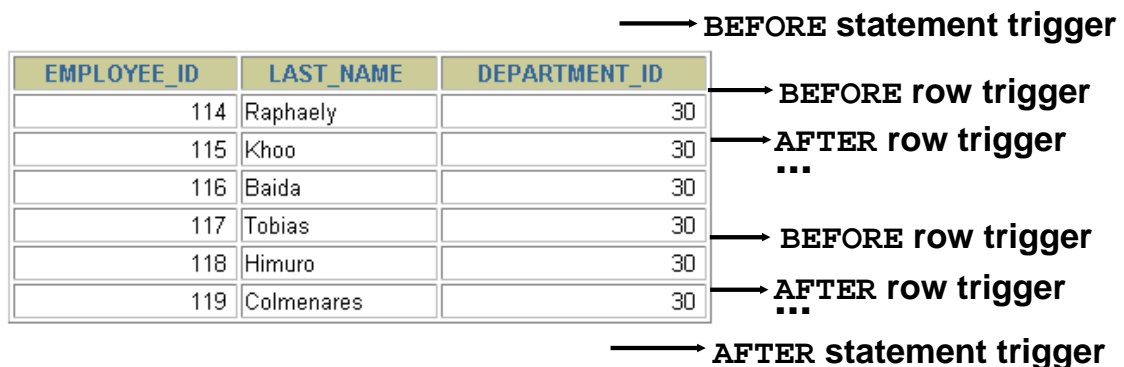 BEFORE statement trigger
EMPLOYEE_ID LAST_NAME DEPARTMENT_ID
BEFORE row trigger
114 Raphaely 30
AFTER row trigger
115 Khoo 30
...
116 Baida 30
117 Tobias 30
BEFORE row trigger
118 Himuro 30
AFTER row trigger
119 Colmenares 30
...
AFTER statement trigger